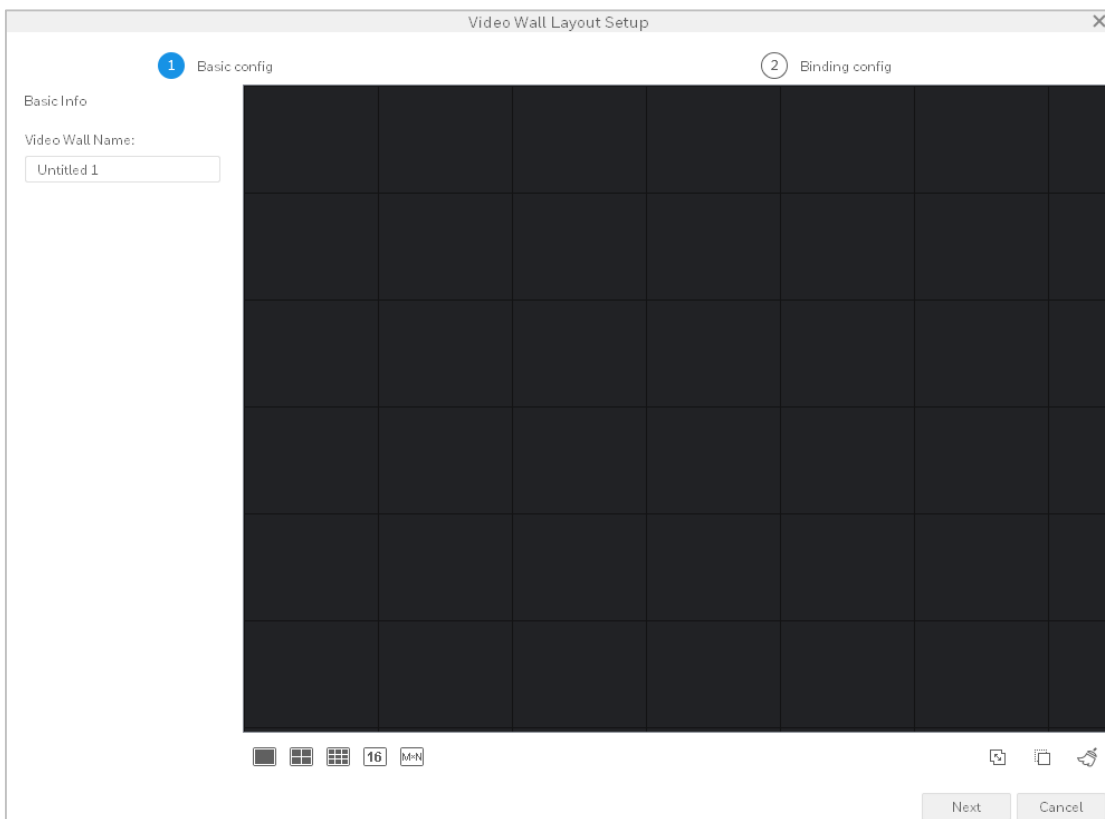 Video Wall Layout Setup
1 Basic config
2 Binding config
Basic Info
Video Wall Name:
Untitled 1
16
M×N
Next
Cancel